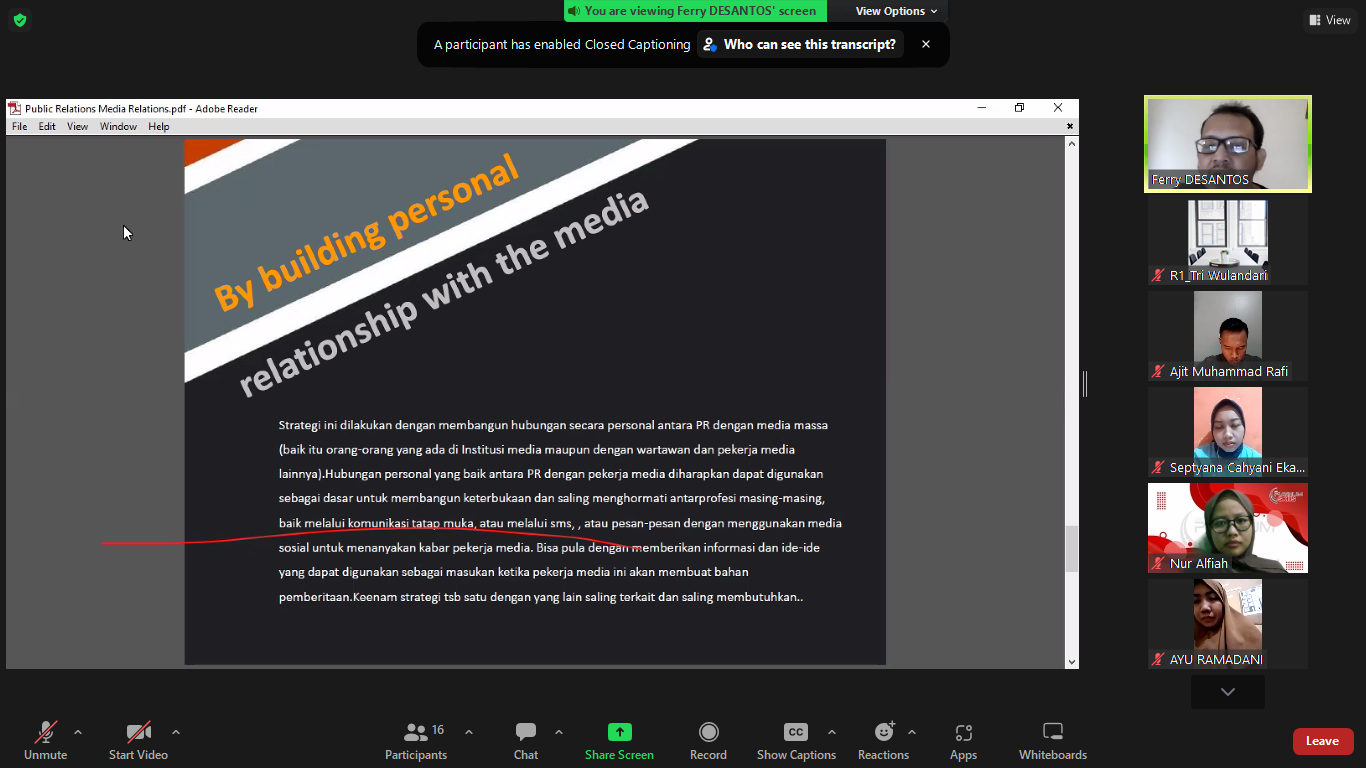 You are viewing Ferry DESANTOS' screen
View Options
View
A participant has enabled Closed Captioning
Who can see this transcript?
Public Relations Media Relations.pdf - Adobe Reader
File Edit View Window Help
By building personal
relationship with the media
Strategi ini dilakukan dengan membangun hubungan secara personal antara PR dengan media massa
(baik itu orang-orang yang ada di Institusi media maupun dengan wartawan dan pekerja media
lainnya).Hubungan personal yang baik antara PR dengan pekerja media diharapkan dapat digunakan
sebagai dasar untuk membangun keterbukaan dan saling menghormati antarprofesi masing-masing,
baik melalui komunikasi tatap muka, atau melalui sms, , atau pesan-pesan dengan menggunakan media
sosial untuk menanyakan kabar pekerja media. Bisa pula dengan memberikan informasi dan ide-ide
yang dapat digunakan sebagai masukan ketika pekerja media ini akan membuat bahan
pemberitaan.Keenam strategi tsb satu dengan yang lain saling terkait dan saling membutuhkan..
Ferry DESANTOS
R1_Tri Wulandari
Ajit Muhammad Rafi
Septyana Cahyani Eka...
Nur Alfiah
AYU RAMADANI
Unmute
Start Video
16
Participants
Chat
Share Screen
Record
CC
Show Captions
Reactions
Apps
Whiteboards
Leave